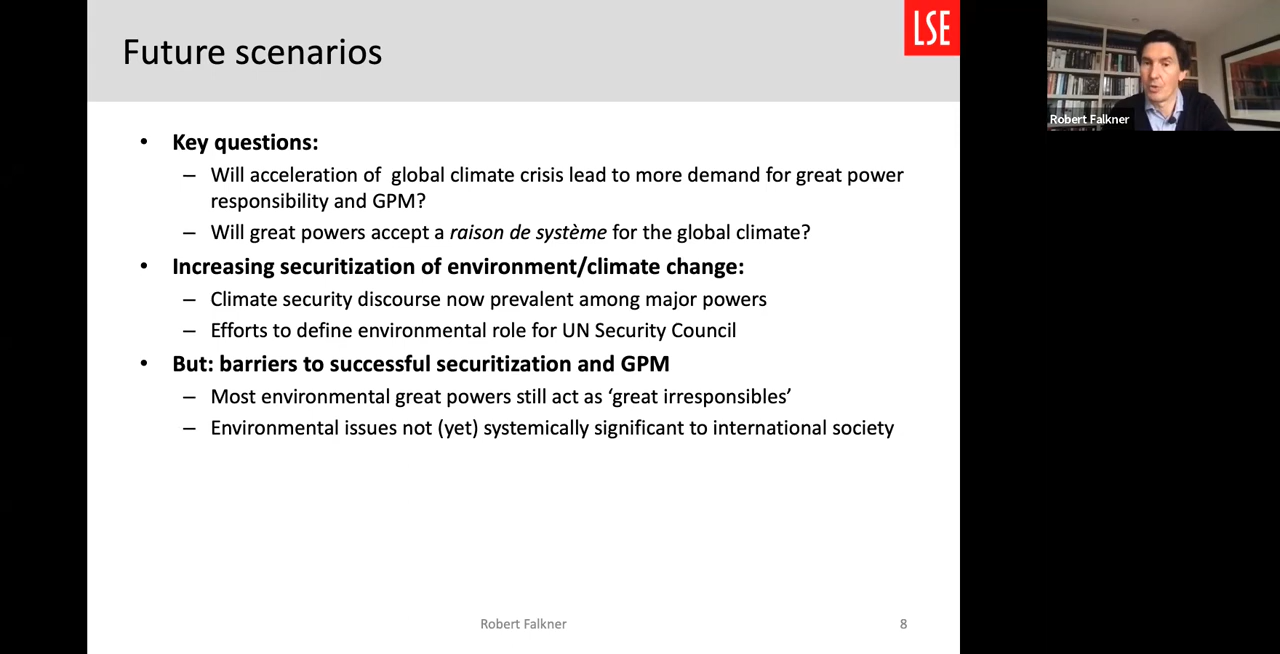 Future scenarios
LSE
Robert Falkner
• Key questions:
– Will acceleration of  global climate crisis lead to more demand for great power
responsibility and GPM?
– Will great powers accept a raison de système for the global climate?
• Increasing securitization of environment/climate change:
– Climate security discourse now prevalent among major powers
– Efforts to define environmental role for UN Security Council
• But: barriers to successful securitization and GPM
– Most environmental great powers still act as ‘great irresponsibles’
– Environmental issues not (yet) systemically significant to international society
Robert Falkner
8